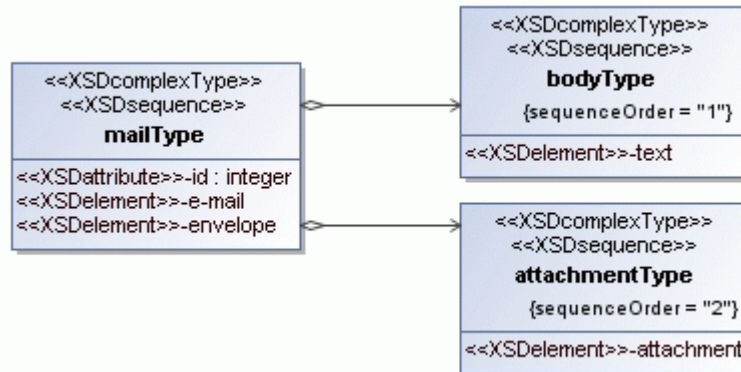 <<XSDcomplexType>>
<<XSDsequence>>
mailType
<<XSDattribute>>-id : integer
<<XSDelement>>-e-mail
<<XSDelement>>-envelope
<<XSDcomplexType>>
<<XSDsequence>>
bodyType
{sequenceOrder = "1"}
<<XSDelement>>-text
<<XSDcomplexType>>
<<XSDsequence>>
attachmentType
{sequenceOrder = "2"}
<<XSDelement>>-attachment